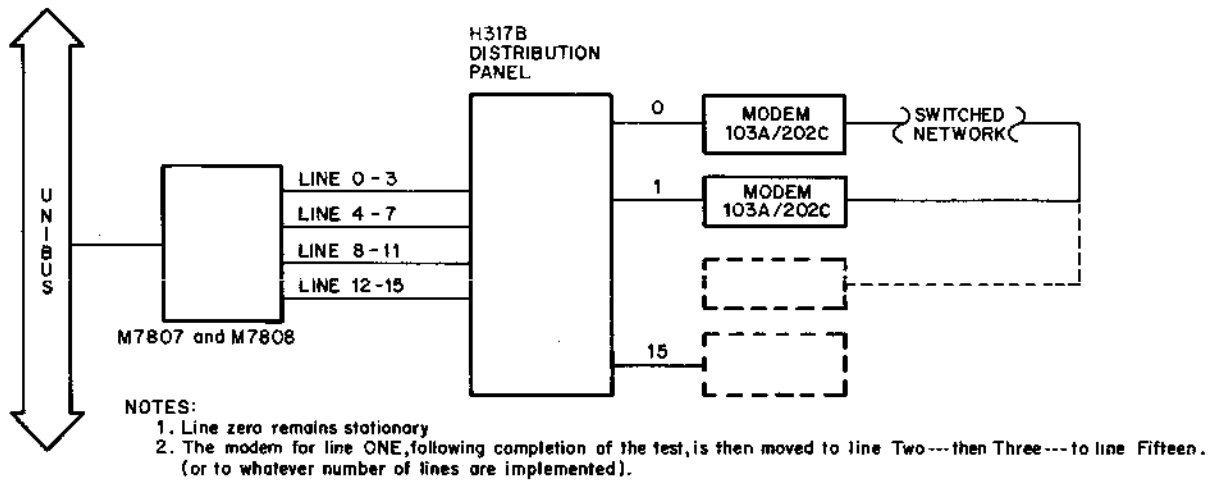 UNIBUS
M7807 and M7808
LINE 0-3
LINE 4-7
LINE 8-11
LINE 12-15
H317B
DISTRIBUTION
PANEL
0
MODEM
103A/202C
SWITCHED
NETWORK
1
MODEM
103A/202C
15
NOTES:
1. Line zero remains stationary
2. The modem for line ONE, following completion of the test, is then moved to line Two---then Three---to line Fifteen.
(or to whatever number of lines are implemented).